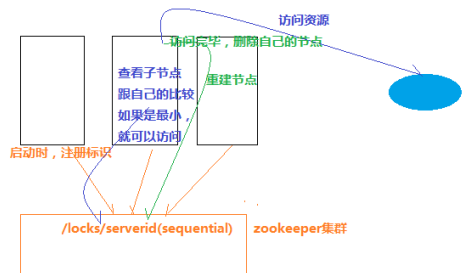 访问资源
访问完毕，删除自己的节点
查看子节点
跟自己的比较
如果是最小，
就可以访问
重建节点
启动时，注册标识
/locks/serverid(sequential)
zookeeper集群